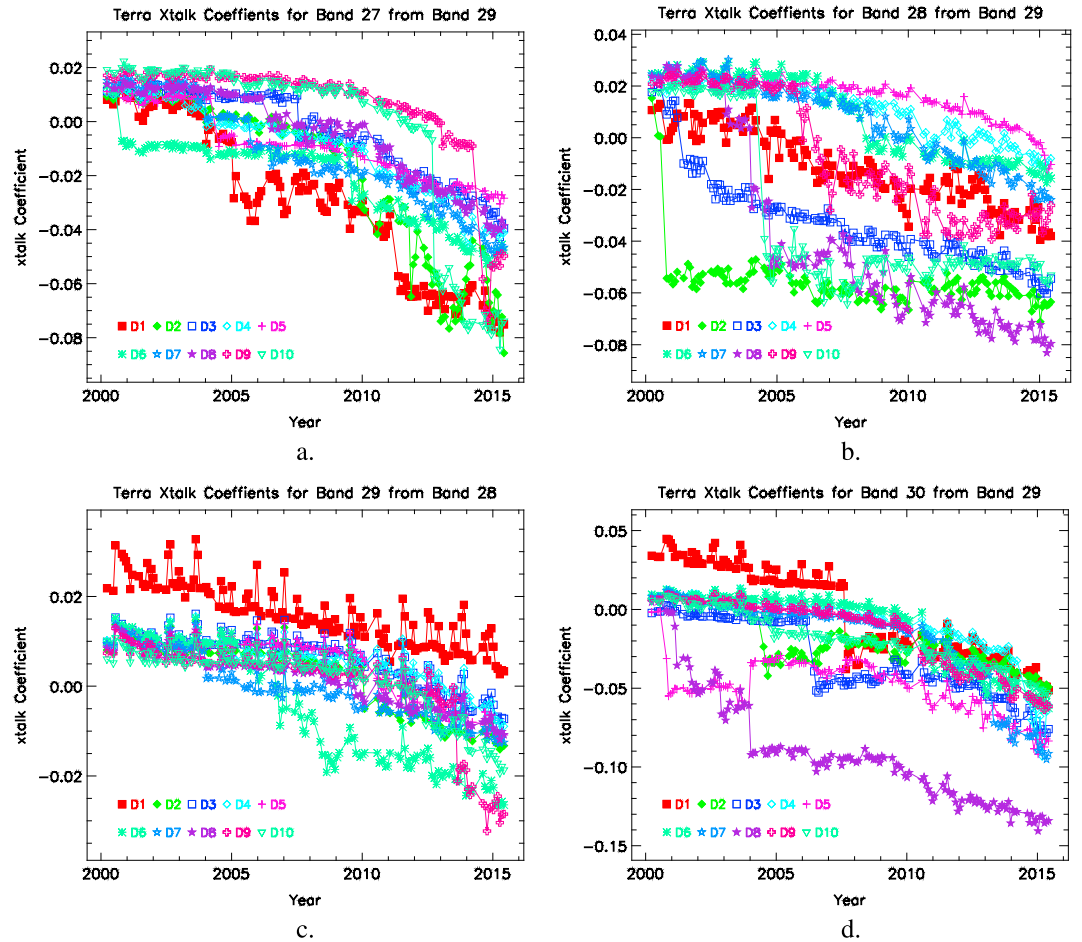 Terra Xtalk Coeffients for Band 27 from Band 29
xtalk Coefficient
0.02
0.00
−0.02
−0.04
−0.06
−0.08
D1 D2 D3 D4 D5
D6 D7 D8 D9 D10
2000 2005 2010 2015
Year
a.
Terra Xtalk Coeffients for Band 28 from Band 29
xtalk Coefficient
0.04
0.02
0.00
−0.02
−0.04
−0.06
−0.08
D1 D2 D3 D4 D5
D6 D7 D8 D9 D10
2000 2005 2010 2015
Year
b.
Terra Xtalk Coeffients for Band 29 from Band 28
xtalk Coefficient
0.02
0.00
−0.02
D1 D2 D3 D4 D5
D6 D7 D8 D9 D10
2000 2005 2010 2015
Year
c.
Terra Xtalk Coeffients for Band 30 from Band 29
xtalk Coefficient
0.05
0.00
−0.05
−0.10
−0.15
D1 D2 D3 D4 D5
D6 D7 D8 D9 D10
2000 2005 2010 2015
Year
d.